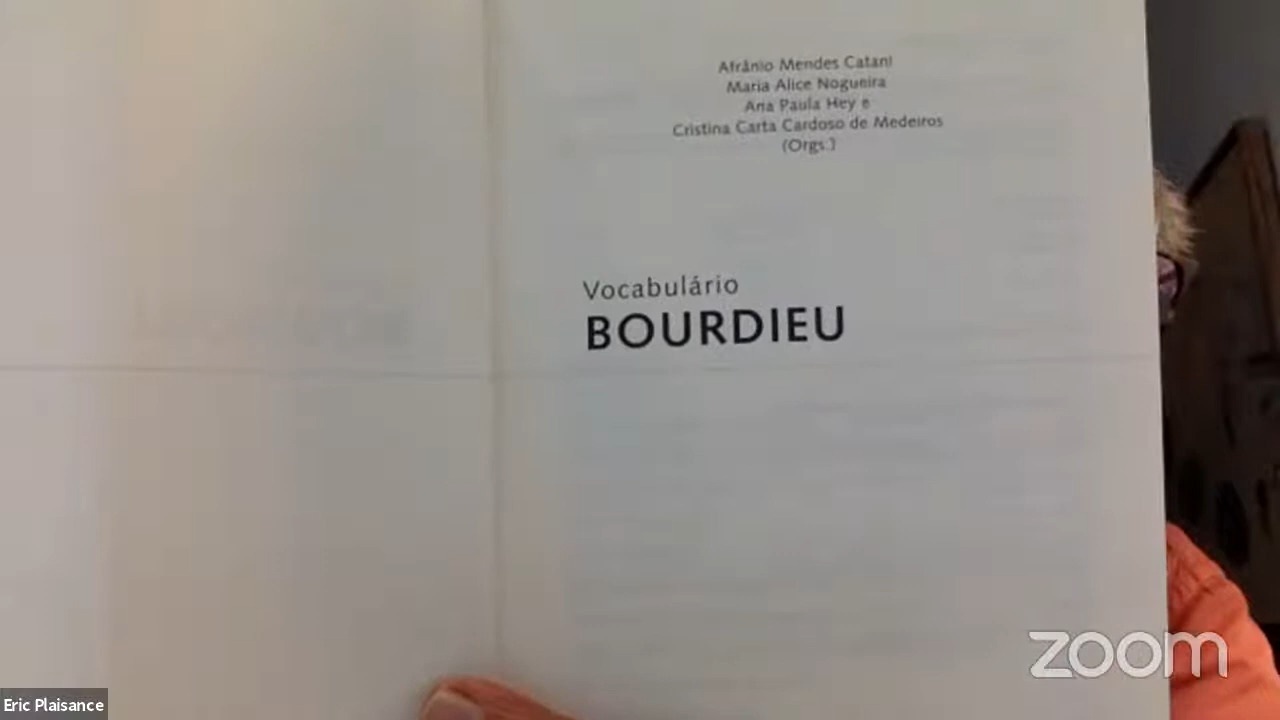 Afrânio Mendes Catani
Maria Alice Nogueira
Ana Paula Hey e
Cristina Carta Cardoso de Medeiros
(Orgs.)
Vocabulário
BOURDIEU
zoom
Eric Plaisance